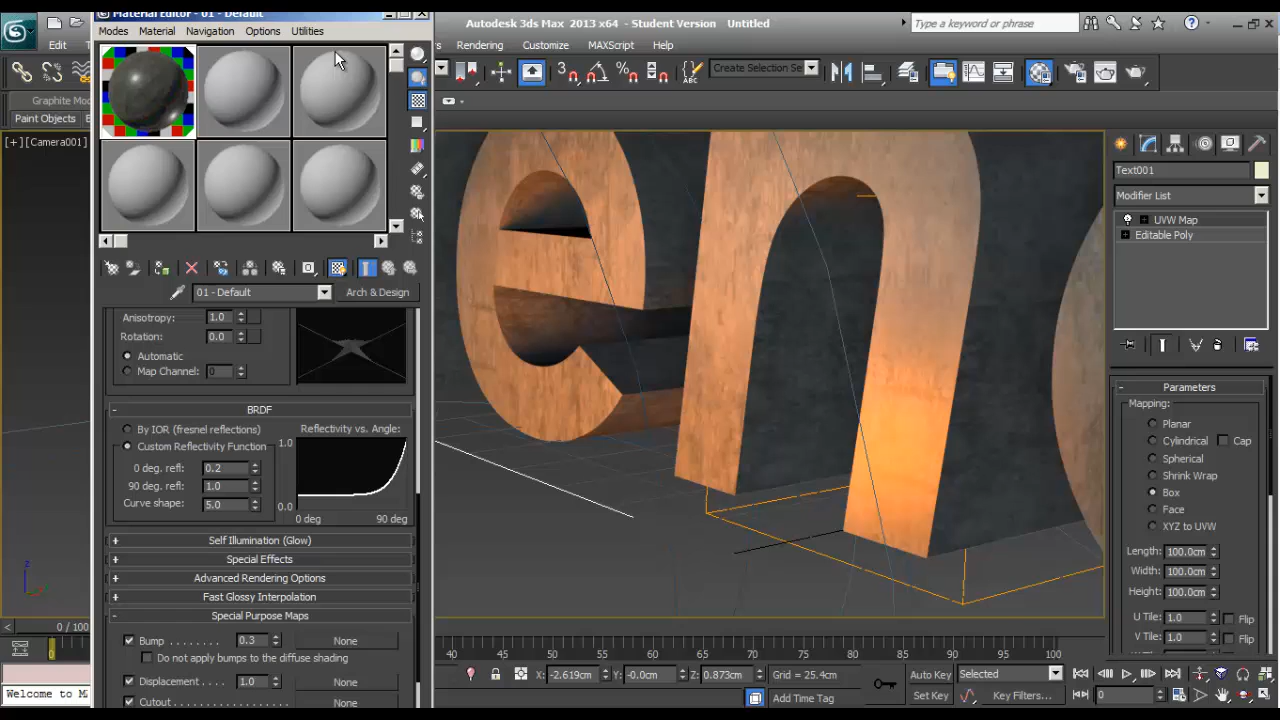 Material Editor - 01 - Default
Modes Material Navigation Options Utilities
Autodesk 3ds Max 2013 x64 - Student Version Untitled
Type a keyword or phrase
Edit
Rendering Customize MAXScript Help
Create Selection Se
Graphite Mo
Paint Objects
[+] [Camera001]
01 - Default
Arch & Design
Anisotropy: 1.0
Rotation: 0.0
Automatic
Map Channel: 0
BRDF
By IOR (fresnel reflections)
Custom Reflectivity Function
0 deg. refl: 0.2
90 deg. refl: 1.0
Curve shape: 5.0
Reflectivity vs. Angle:
1.0
0.0
0 deg 90 deg
Self Illumination (Glow)
Special Effects
Advanced Rendering Options
Fast Glossy Interpolation
Special Purpose Maps
Bump . . . . . . . . 0.3 None
Do not apply bumps to the diffuse shading
Displacement . . . . 1.0 None
Cutout None
Text001
Modifier List
UVW Map
Editable Poly
Parameters
Mapping:
Planar
Cylindrical Cap
Spherical
Shrink Wrap
Box
Face
XYZ to UVW
Length: 100.0cm
Width: 100.0cm
Height: 100.0cm
U Tile: 1.0 Flip
V Tile: 1.0 Flip
z
0 / 100
40 45 50 55 60 65 70 75 80 85 90 95 100
X: -2.619cm Y: -0.0cm Z: 0.873cm Grid = 25.4cm
Add Time Tag
Auto Key Selected
Set Key Key Filters...
0
Welcome to M